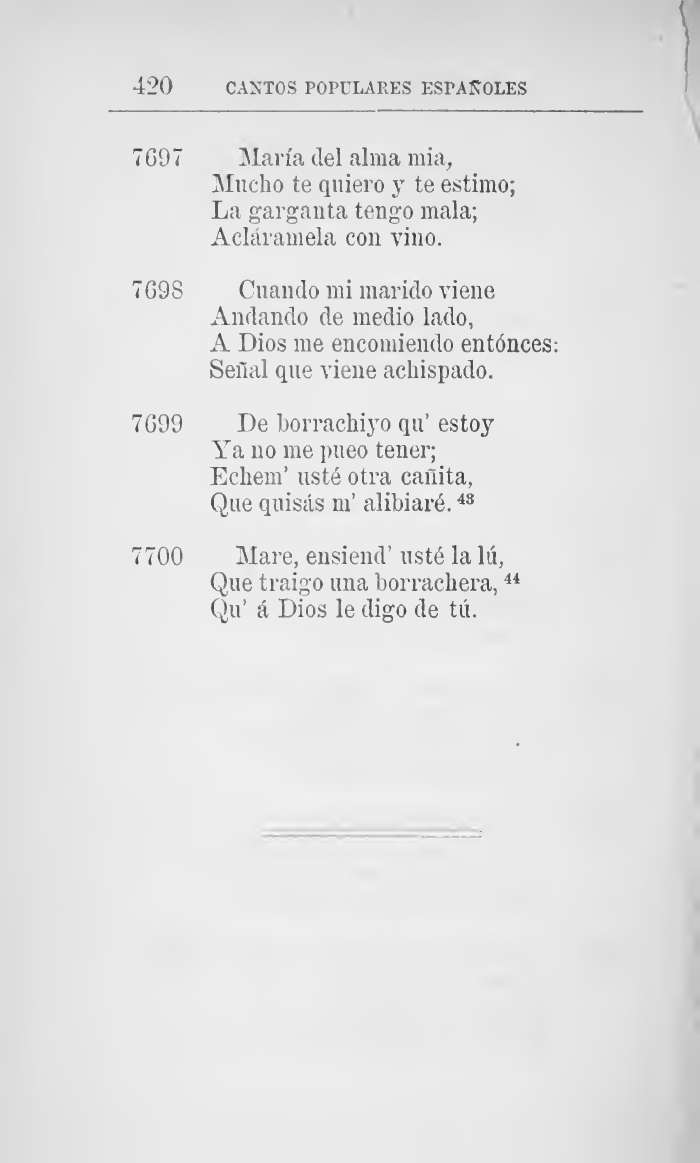 420 CANTOS POPULARES ESPAÑOLES
7697 María del alma mia,
Mucho te quiero y te estimo;
La garganta tengo mala;
Acláramela con vino.
7698 Cuando mi marido viene
Andando de medio lado,
A Dios me encomiendo entónces:
Señal que viene achispado.
7699 De borrachiyo qu' estoy
Ya no me pueo tener;
Echem' usté otra cañita,
Que quisás m' alibiaré. 43
7700 Mare, ensiend' usté la lú,
Que traigo una borrachera, 44
Qu' á Dios le digo de tú.